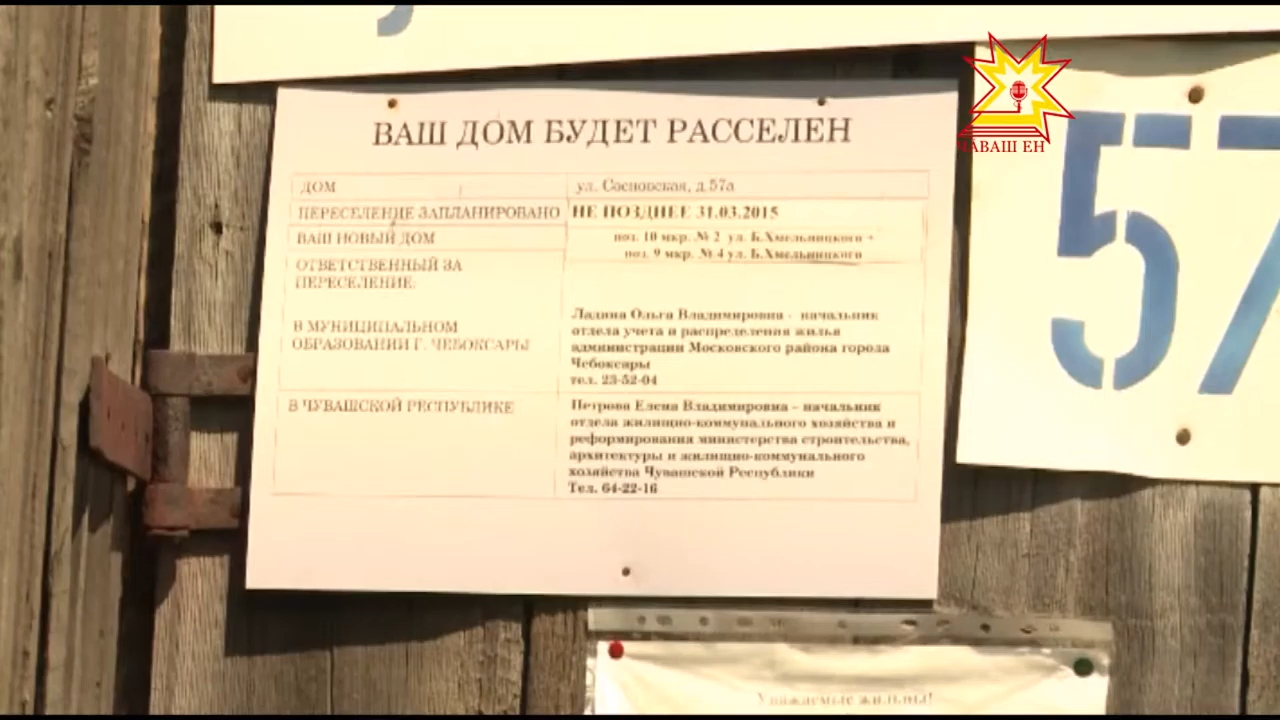 ВАШ ДОМ БУДЕТ РАССЕЛЕН
ДОМ
ул. Сосновская, д.57а
ПЕРЕСЕЛЕНИЕ ЗАПЛАНИРОВАНО
НЕ ПОЗДНЕЕ 31.03.2015
ВАШ НОВЫЙ ДОМ
поз. 10 мкр. № 2 ул. Б.Хмельницкого +
поз. 9 мкр. № 4 ул. Б.Хмельницкого
ОТВЕТСТВЕННЫЙ ЗА
ПЕРЕСЕЛЕНИЕ:
В МУНИЦИПАЛЬНОМ
ОБРАЗОВАНИИ Г. ЧЕБОКСАРЫ
Ладина Ольга Владимировна - начальник
отдела учета и распределения жилья
администрации Московского района города
Чебоксары
тел. 23-52-04
В ЧУВАШСКОЙ РЕСПУБЛИКЕ
Петрова Елена Владимировна – начальник
отдела жилищно-коммунального хозяйства и
реформирования министерства строительства,
архитектуры и жилищно-коммунального
хозяйства Чувашской Республики
Тел. 64-22-16
57
ЧАВАШ ЕН
Уважаемые жильцы!